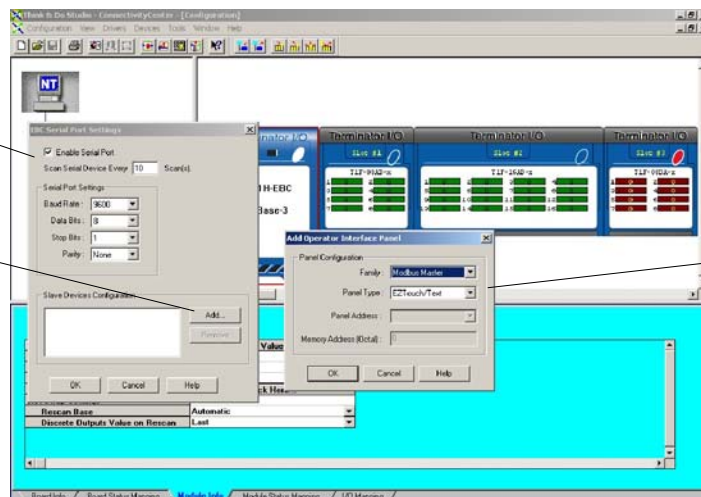 Think & Do Studio - ConnectivityCenter - [Configuration]
Configuration View Drivers Devices Tools Window Help
NT
EBC Serial Port Settings
Enable Serial Port
Scan Serial Device Every 10 Scan(s).
Serial Port Settings
Baud Rate: 9600
Data Bits: 8
Stop Bits: 1
Parity: None
Slave Devices Configuration
Add...
Remove
OK Cancel Help
Terminator I/O
Terminator I/O
Terminator I/O
Terminator I/O
Slot #1
Slot #2
Slot #3
H-EBC
Base-3
Add Operator Interface Panel
Panel Configuration
Family: Modbus Master
Panel Type: EZTouch/Text
Panel Address:
Memory Address (Octal): 0
OK Cancel Help
Value
Rescan Base Automatic
Discrete Outputs Value on Rescan Last
Board Info Board Status Mapping Module Info Module Status Mapping I/O Mapping